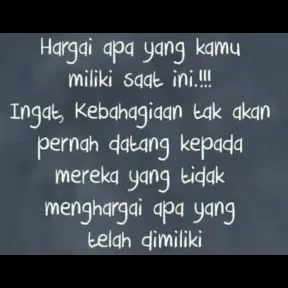 Hargai apa yang kamu
miliki saat ini.!!!
Ingat, Kebahagiaan tak akan
pernah datang kepada
mereka yang tidak
menghargai apa yang
telah dimiliki